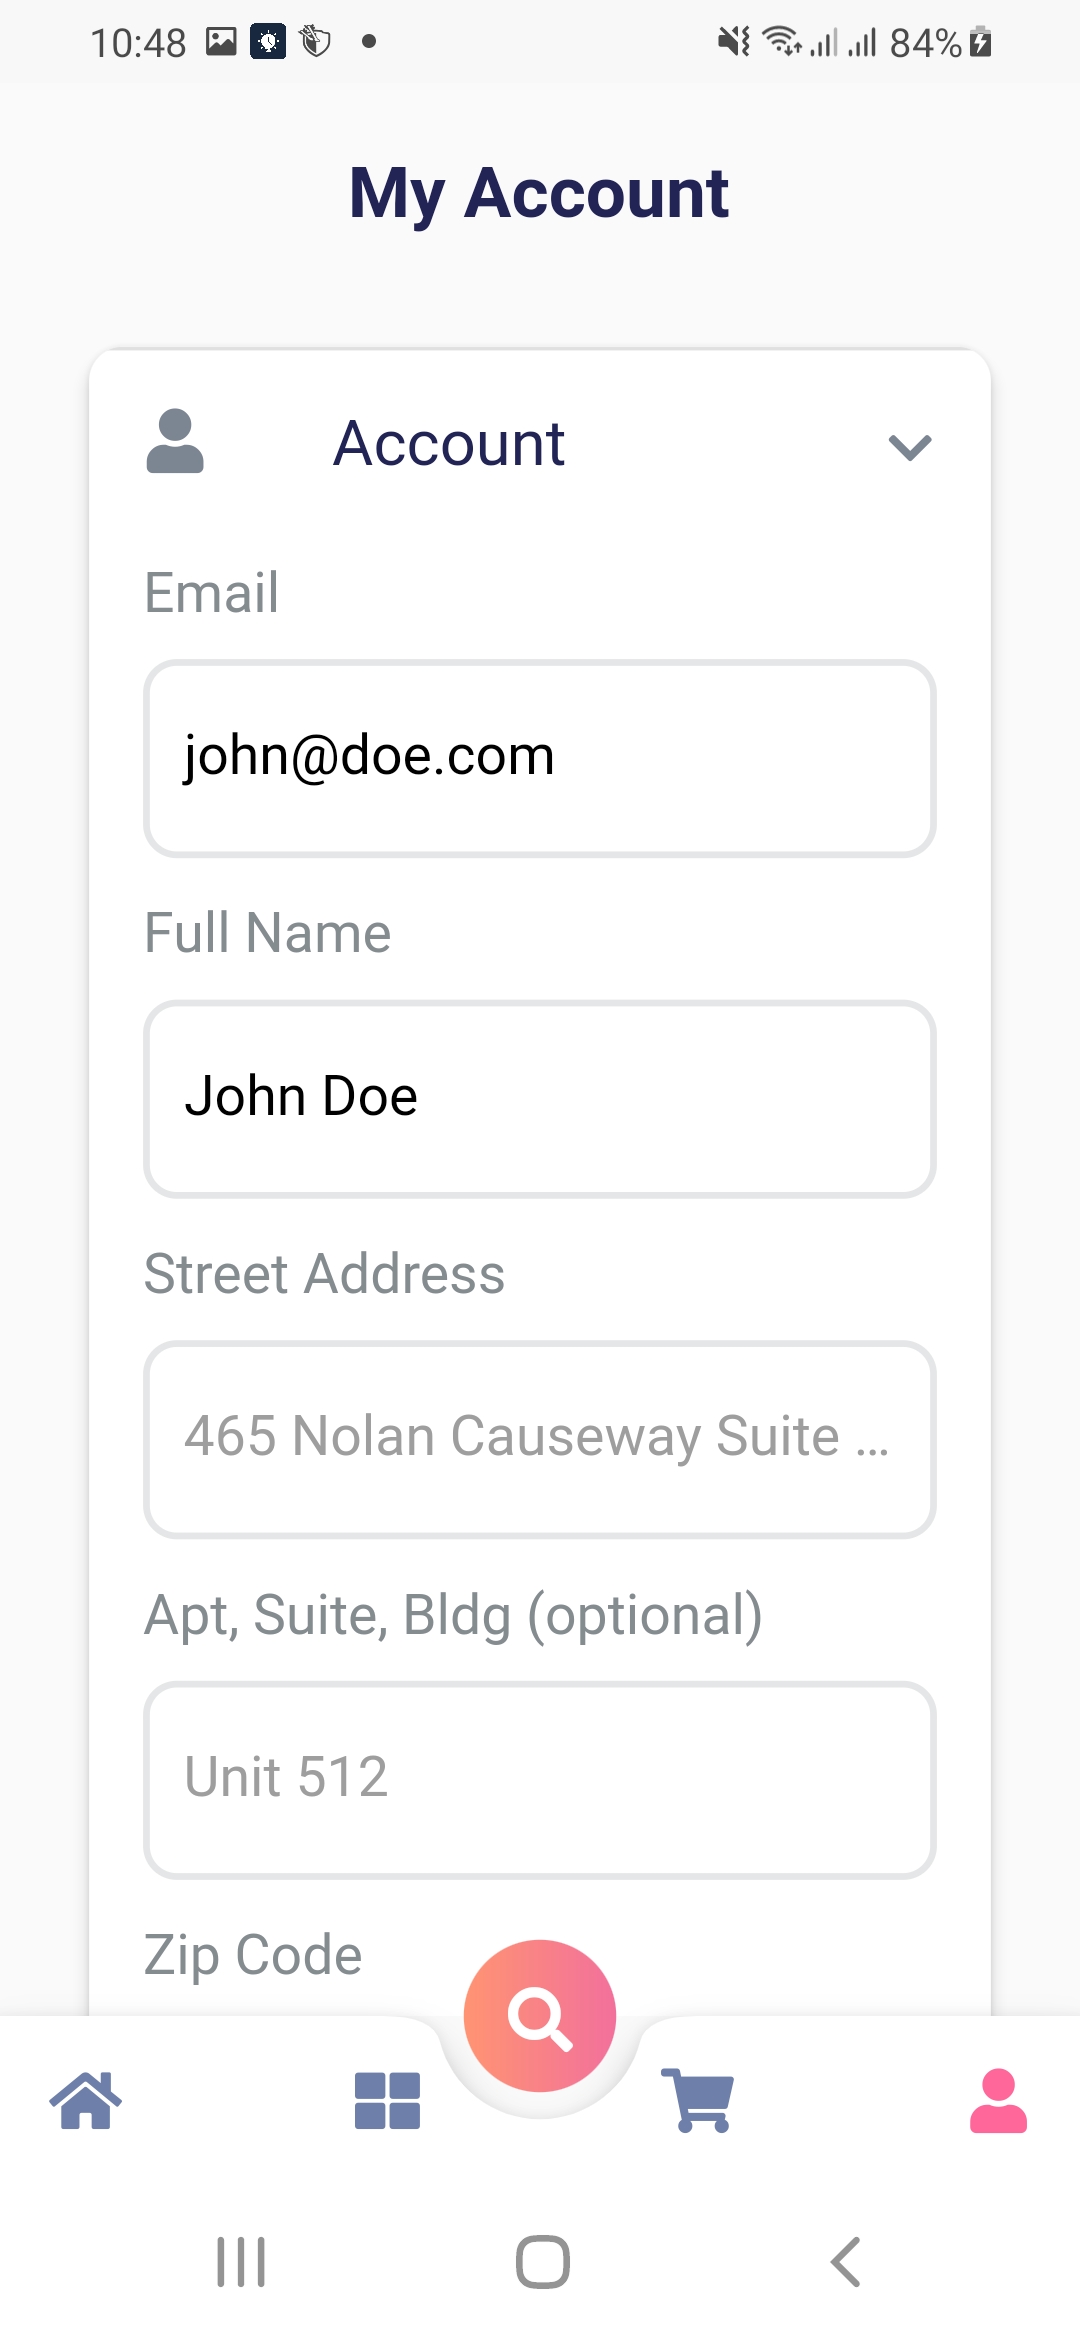 10:48 84%
My Account
Account
Email
john@doe.com
Full Name
John Doe
Street Address
465 Nolan Causeway Suite ...
Apt, Suite, Bldg (optional)
Unit 512
Zip Code